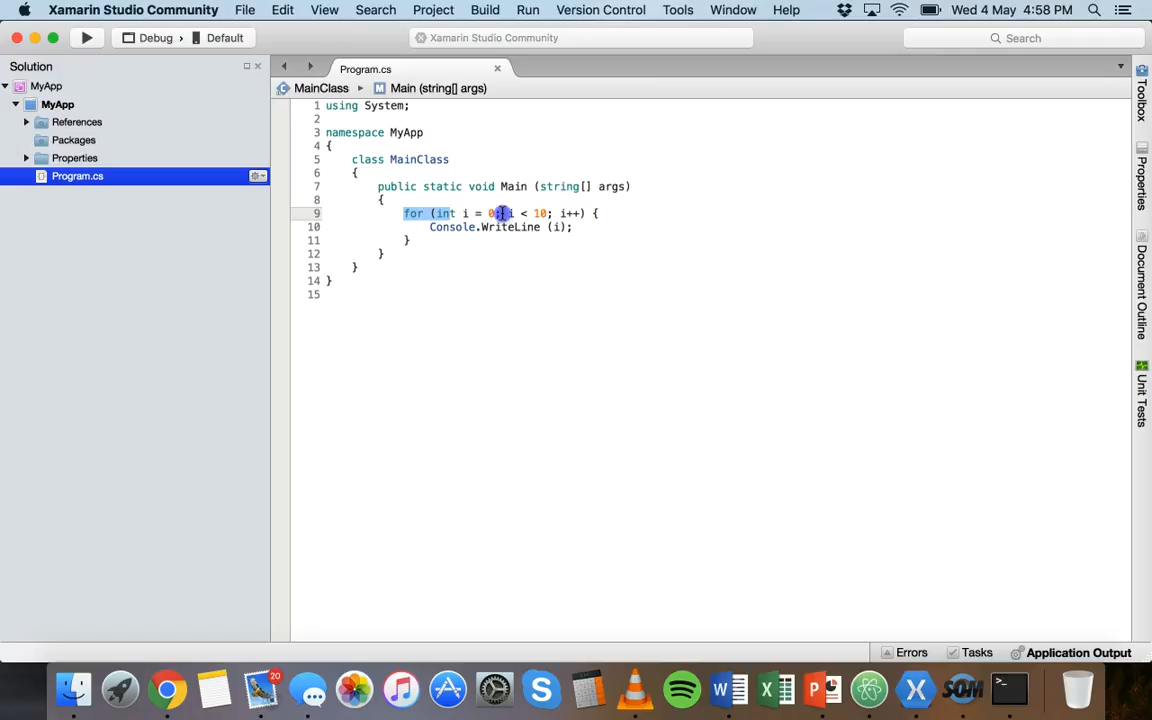 Xamarin Studio Community File Edit View Search Project Build Run Version Control Tools Window Help Wed 4 May 4:58 PM
Debug › Default Xamarin Studio Community Search
Solution
Program.cs
MyApp
MainClass Main (string[] args)
MyApp
References
Packages
Properties
Program.cs
1 using System;
2
3 namespace MyApp
4 {
5 class MainClass
6 {
7 public static void Main (string[] args)
8 {
9 for (int i = 0; i < 10; i++) {
10 Console.WriteLine (i);
11 }
12 }
13 }
14 }
15
Toolbox
Properties
Document Outline
Unit Tests
Errors Tasks Application Output
20
SOM
>_